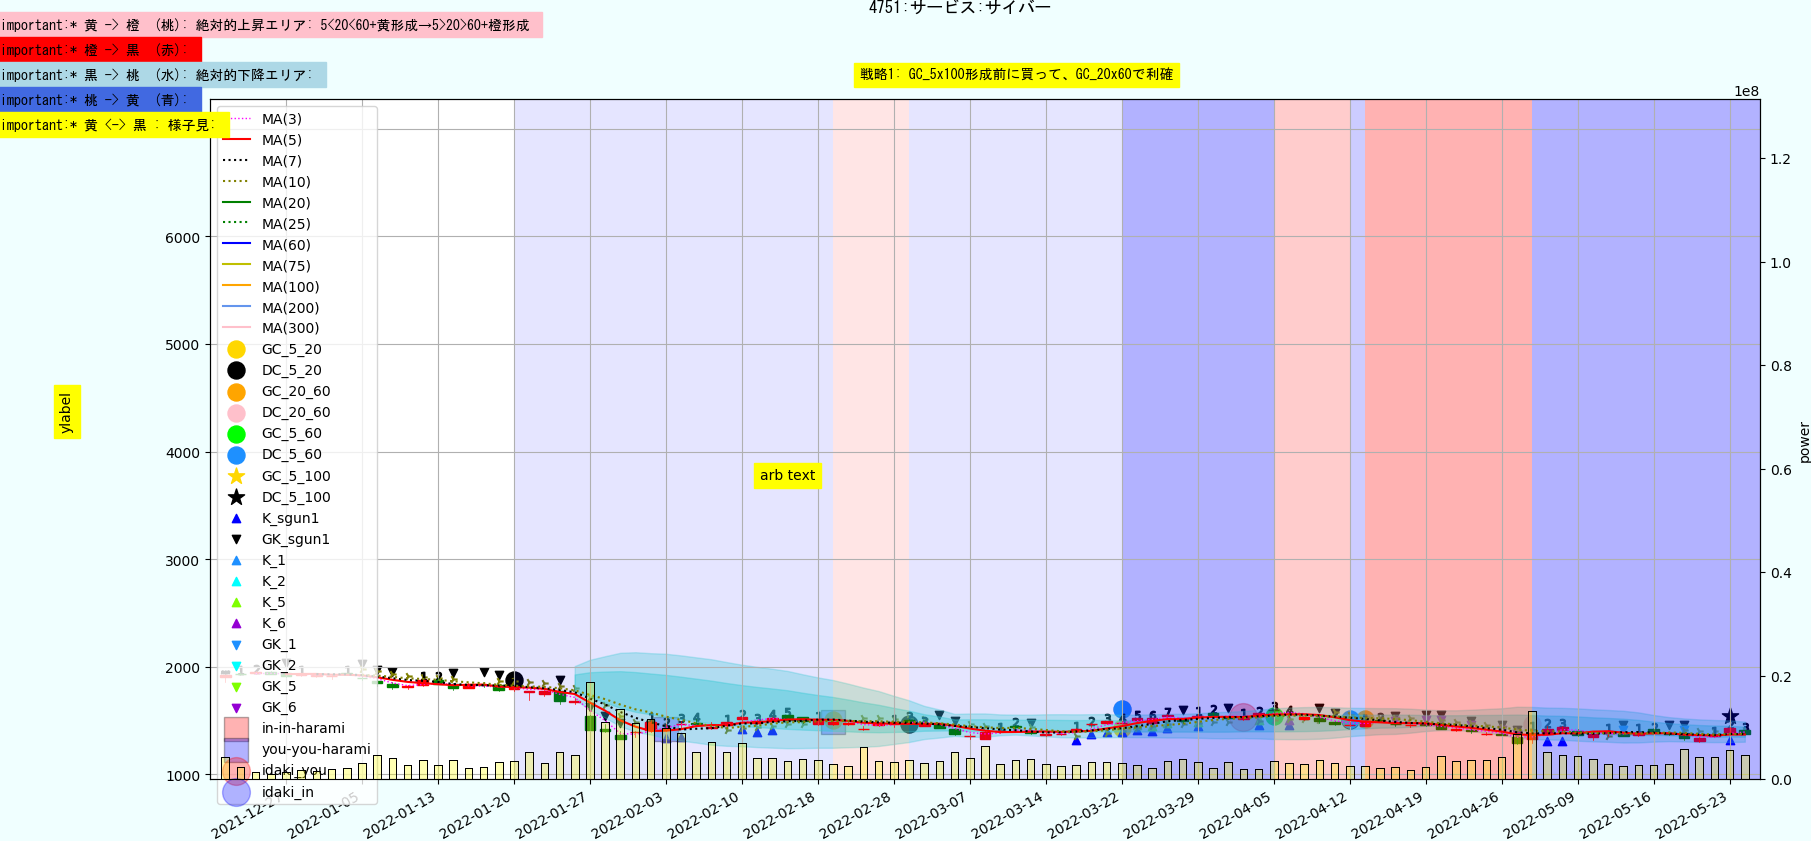 4751:サービス:サイバー
important:* 黄 -> 橙 (桃): 絶対的上昇エリア: 5<20<60+黄形成→5>20>60+橙形成
important:* 橙 -> 黒 (赤):
important:* 黒 -> 桃 (水): 絶対的下降エリア:
important:* 桃 -> 黄 (青):
important:* 黄 <-> 黒 : 様子見:
戦略1: GC_5x100形成前に買って、GC_20x60で利確
1e8
MA(3)
MA(5)
MA(7)
MA(10)
MA(20)
MA(25)
MA(60)
MA(75)
MA(100)
MA(200)
MA(300)
GC_5_20
DC_5_20
GC_20_60
DC_20_60
GC_5_60
DC_5_60
GC_5_100
DC_5_100
K_sgun1
GK_sgun1
K_1
K_2
K_5
K_6
GK_1
GK_2
GK_5
GK_6
in-in-harami
you-you-harami
idaki_you
idaki_in
6000
5000
4000
3000
2000
1000
ylabel
arb text
1.2
1.0
0.8
0.6
0.4
0.2
0.0
power
2021-12-27
2022-01-05
2022-01-13
2022-01-20
2022-01-27
2022-02-03
2022-02-10
2022-02-18
2022-02-28
2022-03-07
2022-03-14
2022-03-22
2022-03-29
2022-04-05
2022-04-12
2022-04-19
2022-04-26
2022-05-09
2022-05-16
2022-05-23